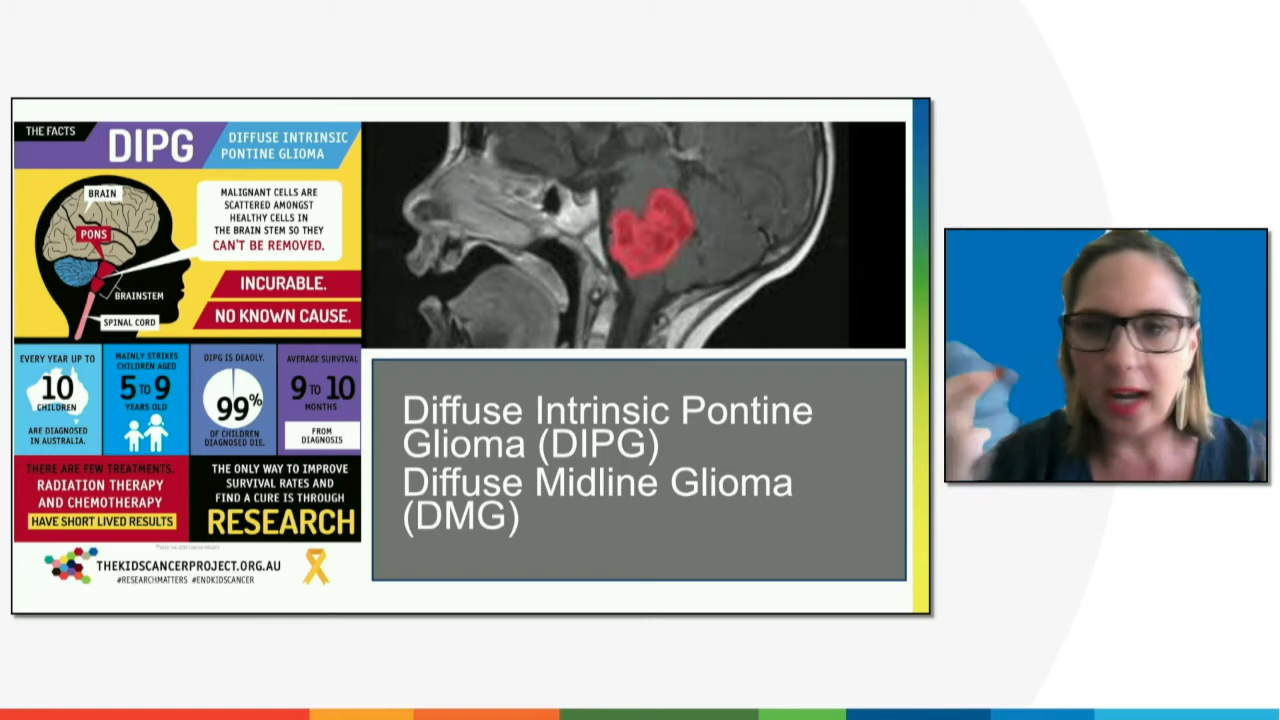 THE FACTS
DIPG
DIFFUSE INTRINSIC
PONTINE GLIOMA
BRAIN
PONS
BRAINSTEM
SPINAL CORD
MALIGNANT CELLS ARE
SCATTERED AMONGST
HEALTHY CELLS IN
THE BRAIN STEM SO THEY
CAN'T BE REMOVED.
INCURABLE.
NO KNOWN CAUSE.
EVERY YEAR UP TO
10
CHILDREN
ARE DIAGNOSED
IN AUSTRALIA.
MAINLY STRIKES
CHILDREN AGED
5 TO 9
YEARS OLD
DIPG IS DEADLY.
99%
OF CHILDREN
DIAGNOSED DIE.
AVERAGE SURVIVAL
9 TO 10
MONTHS
FROM
DIAGNOSIS
THERE ARE FEW TREATMENTS.
RADIATION THERAPY
AND CHEMOTHERAPY
HAVE SHORT LIVED RESULTS
THE ONLY WAY TO IMPROVE
SURVIVAL RATES AND
FIND A CURE IS THROUGH
RESEARCH
THEKIDSCANCERPROJECT.ORG.AU
#RESEARCHMATTERS #ENDKIDSCANCER
Diffuse Intrinsic Pontine
Glioma (DIPG)
Diffuse Midline Glioma
(DMG)